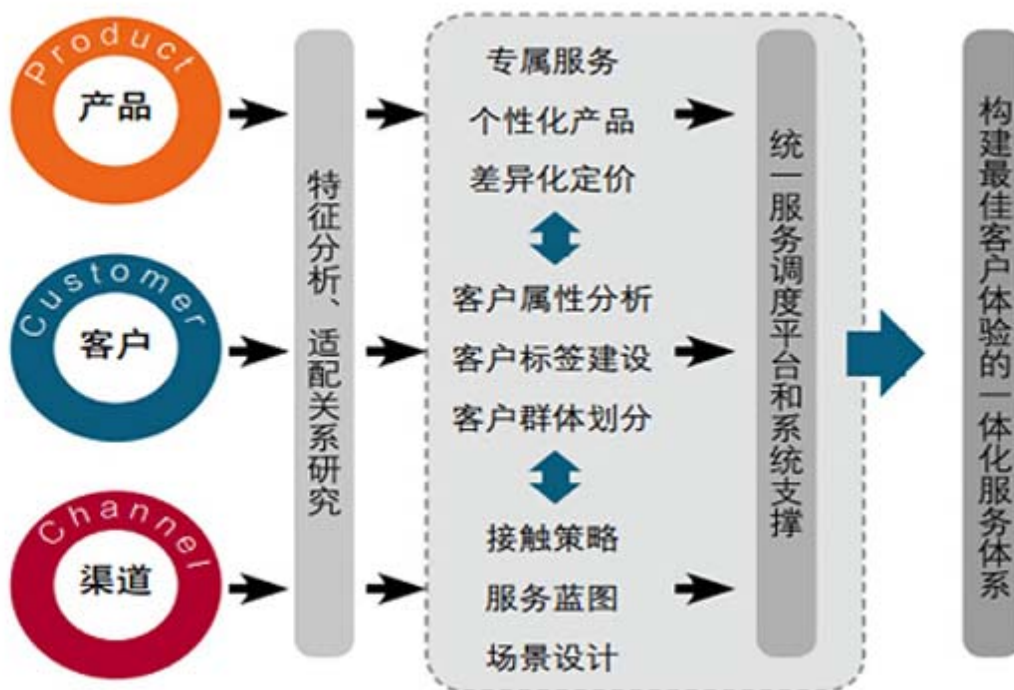 Product
产品
Customer
客户
Channel
渠道
特征分析、适配关系研究
专属服务
个性化产品
差异化定价
客户属性分析
客户标签建设
客户群体划分
接触策略
服务蓝图
场景设计
统一服务调度平台和系统支撑
构建最佳客户体验的一体化服务体系